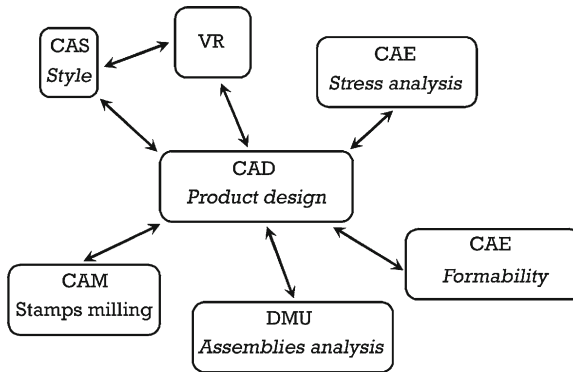 CAS
Style
VR
CAE
Stress analysis
CAD
Product design
CAE
Formability
CAM
Stamps milling
DMU
Assemblies analysis